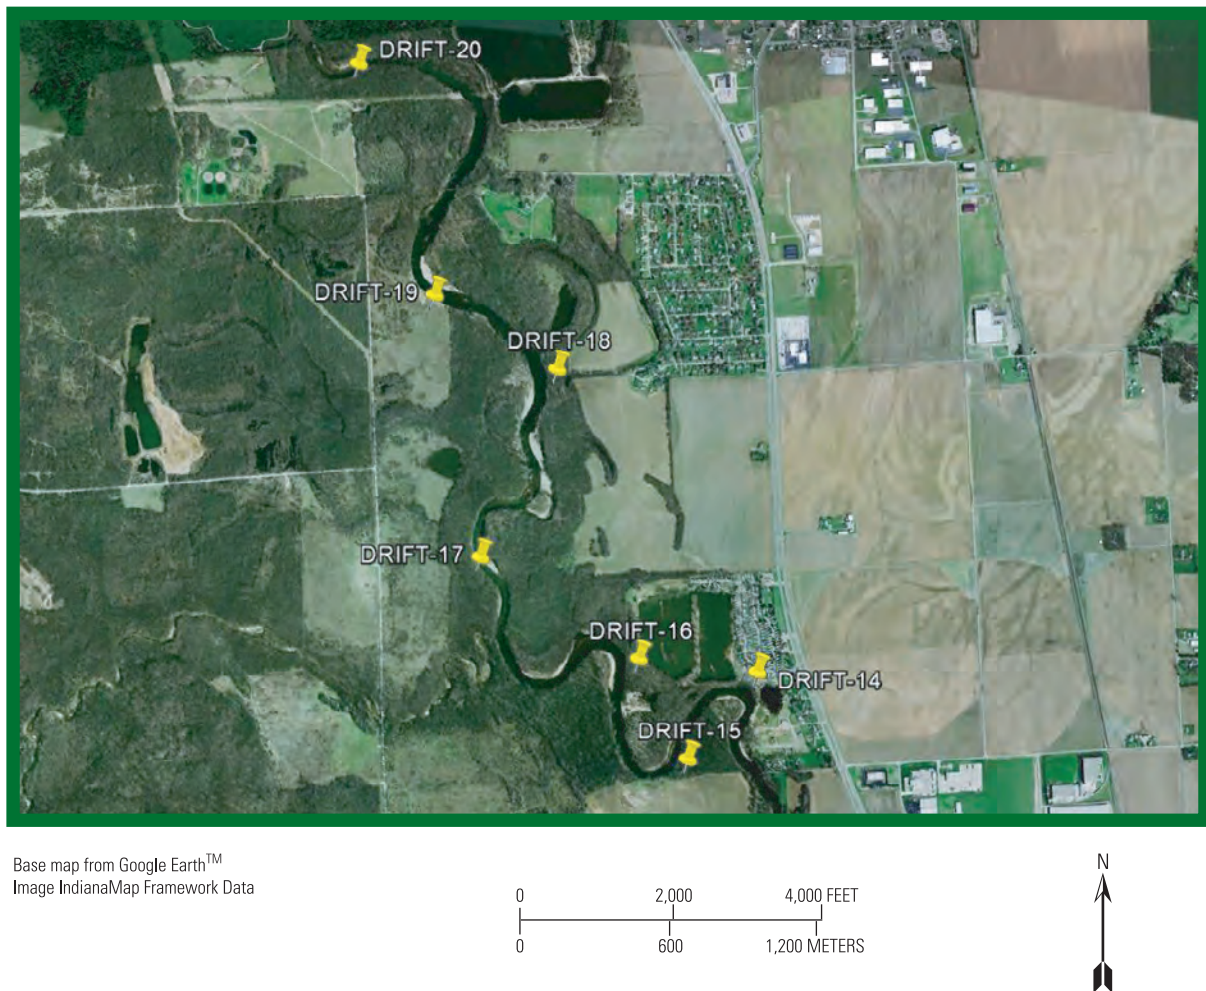 DRIFT-20
DRIFT-19
DRIFT-18
DRIFT-17
DRIFT-16
DRIFT-14
DRIFT-15
Base map from Google Earth™
Image IndianaMap Framework Data
0 2,000 4,000 FEET
0 600 1,200 METERS
N